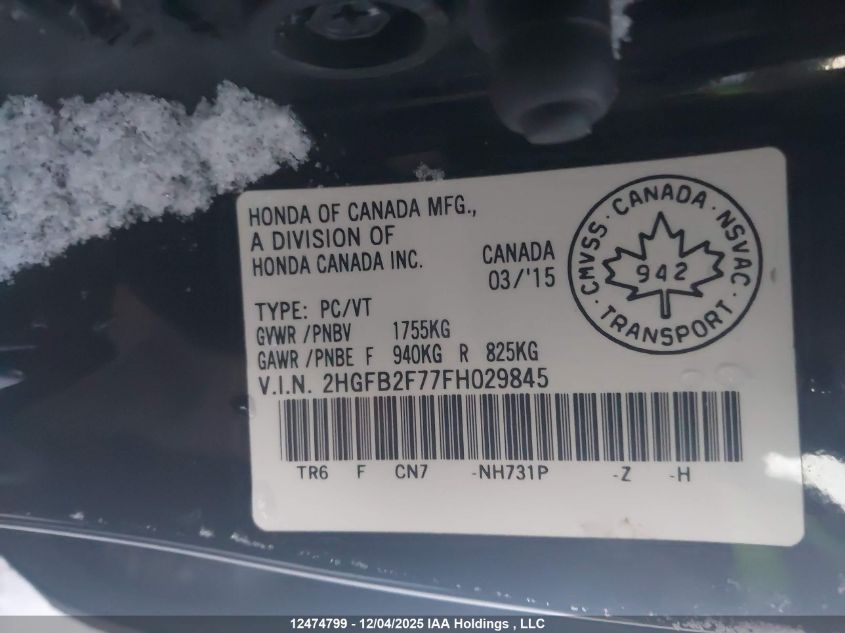 HONDA OF CANADA MFG.,
A DIVISION OF
HONDA CANADA INC.
CANADA
03/'15
CMVSS · CANADA · NSVAC
942
· TRANSPORT ·
TYPE: PC/VT
GVWR /PNBV 1755KG
GAWR /PNBE F 940KG R 825KG
V.I.N. 2HGFB2F77FH029845
TR6 F CN7 -NH731P -Z -H
12474799 - 12/04/2025 IAA Holdings , LLC